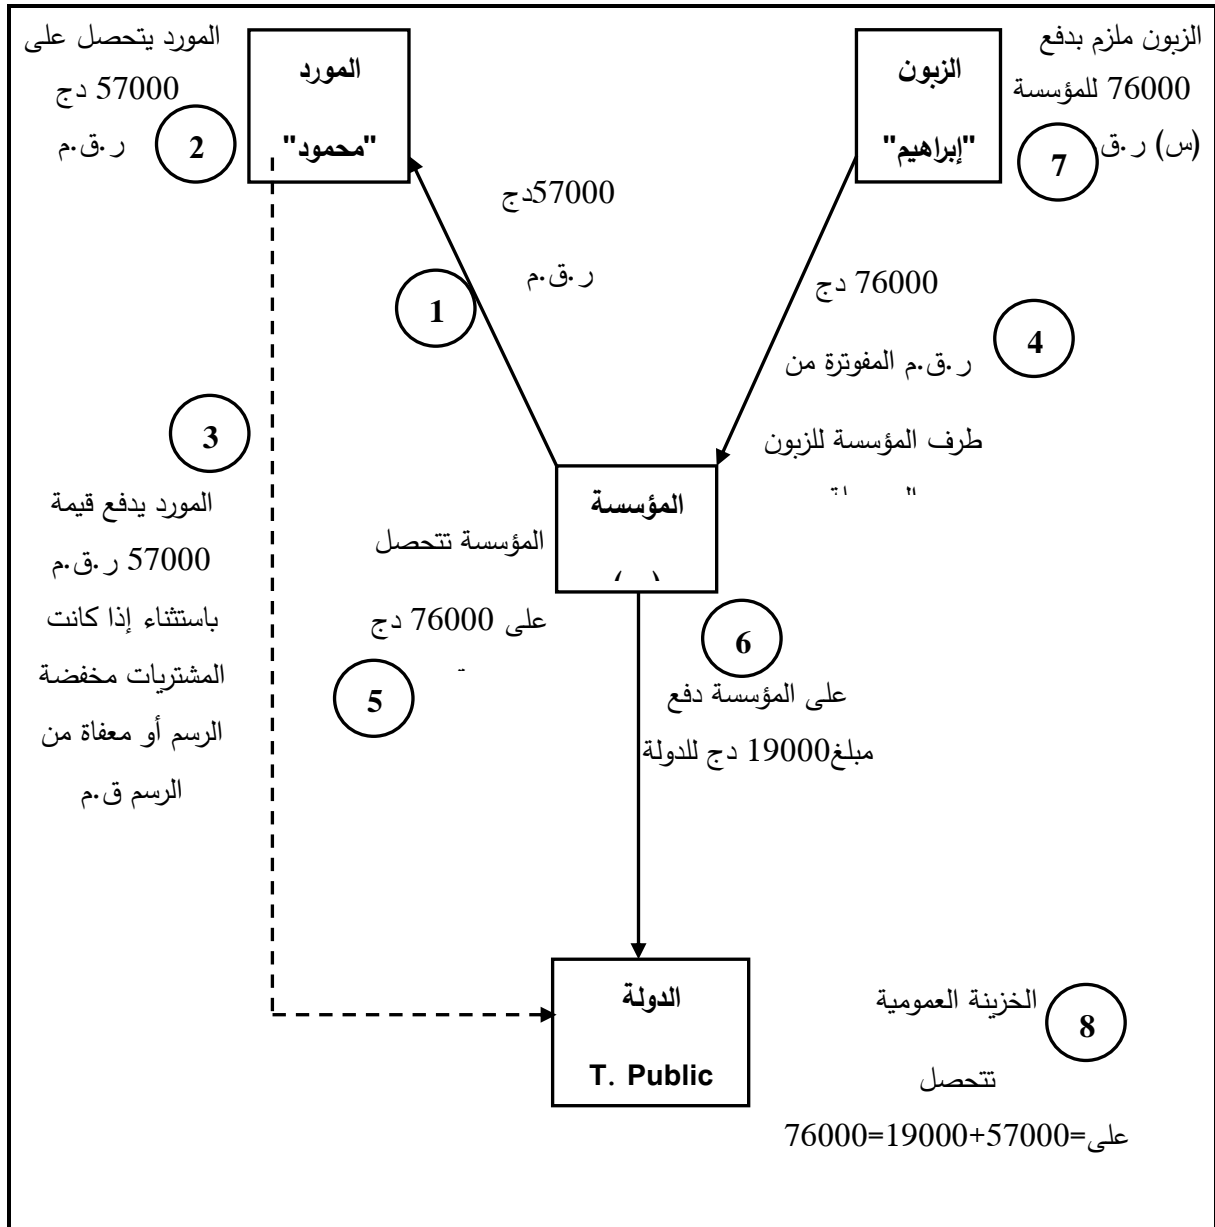 المورد يتحصل على
57000 دج
ر.ق.م
2
المورد
"محمود"
الزبون
"إبراهيم"
الزبون ملزم بدفع
76000 للمؤسسة
(س) ر.ق.
7
57000دج
ر.ق.م
1
76000 دج
ر.ق.م المفوترة من
طرف المؤسسة للزبون
4
3
المورد يدفع قيمة
57000 ر.ق.م
باستثناء إذا كانت
المشتريات مخفضة
الرسم أو معفاة من
الرسم ق.م
المؤسسة
المؤسسة تتحصل
على 76000 دج
5
6
على المؤسسة دفع
مبلغ19000 دج للدولة
الدولة
T. Public
الخزينة العمومية
8
تتحصل
على=57000+19000=76000